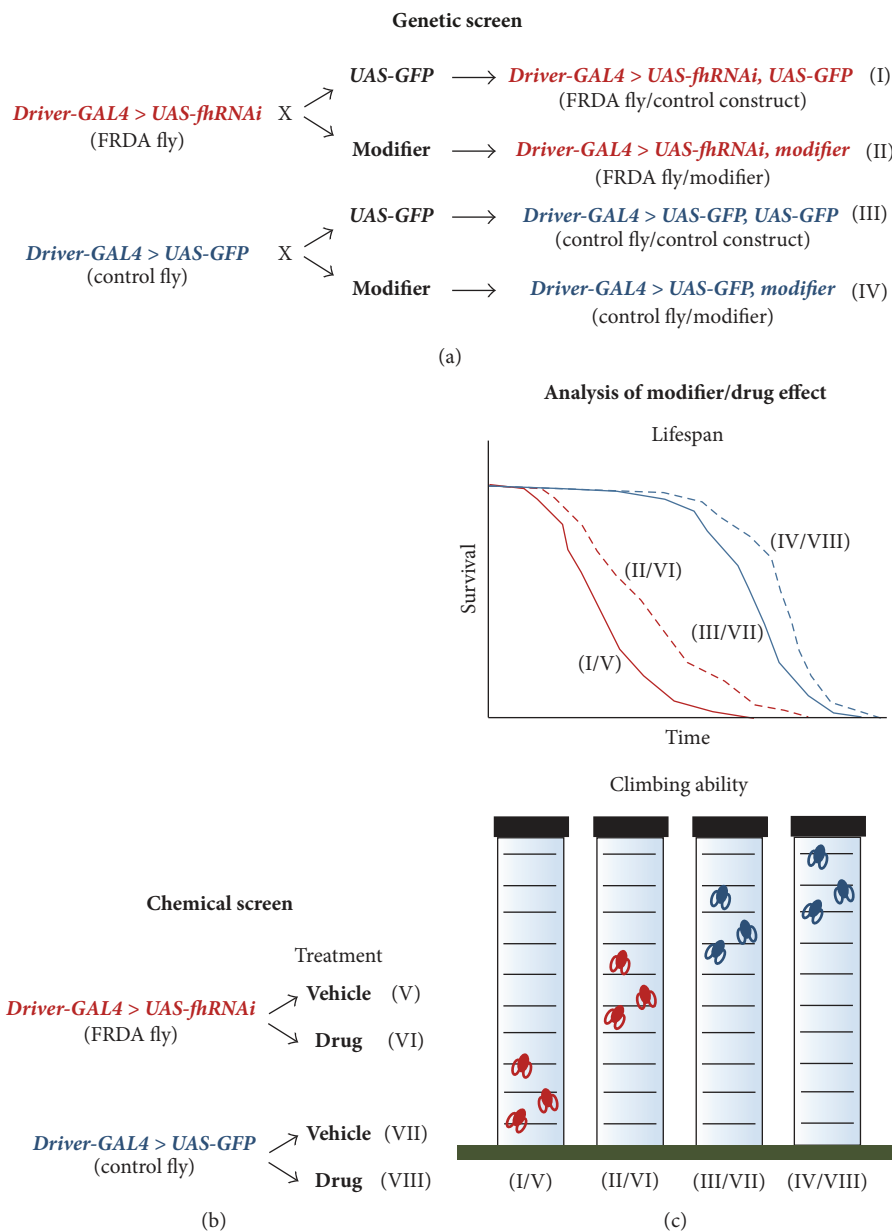 Genetic screen
Driver-GAL4 > UAS-fhRNAi X
(FRDA fly)
UAS-GFP
Driver-GAL4 > UAS-fhRNAi, UAS-GFP (I)
(FRDA fly/control construct)
Modifier
Driver-GAL4 > UAS-fhRNAi, modifier (II)
(FRDA fly/modifier)
Driver-GAL4 > UAS-GFP X
(control fly)
UAS-GFP
Driver-GAL4 > UAS-GFP, UAS-GFP (III)
(control fly/control construct)
Modifier
Driver-GAL4 > UAS-GFP, modifier (IV)
(control fly/modifier)
(a)
Chemical screen
Treatment
Driver-GAL4 > UAS-fhRNAi
(FRDA fly)
Vehicle (V)
Drug (VI)
Driver-GAL4 > UAS-GFP
(control fly)
Vehicle (VII)
Drug (VIII)
(b)
Analysis of modifier/drug effect
Lifespan
Survival
(IV/VIII)
(II/VI)
(III/VII)
(I/V)
Time
Climbing ability
(I/V) (II/VI) (III/VII) (IV/VIII)
(c)